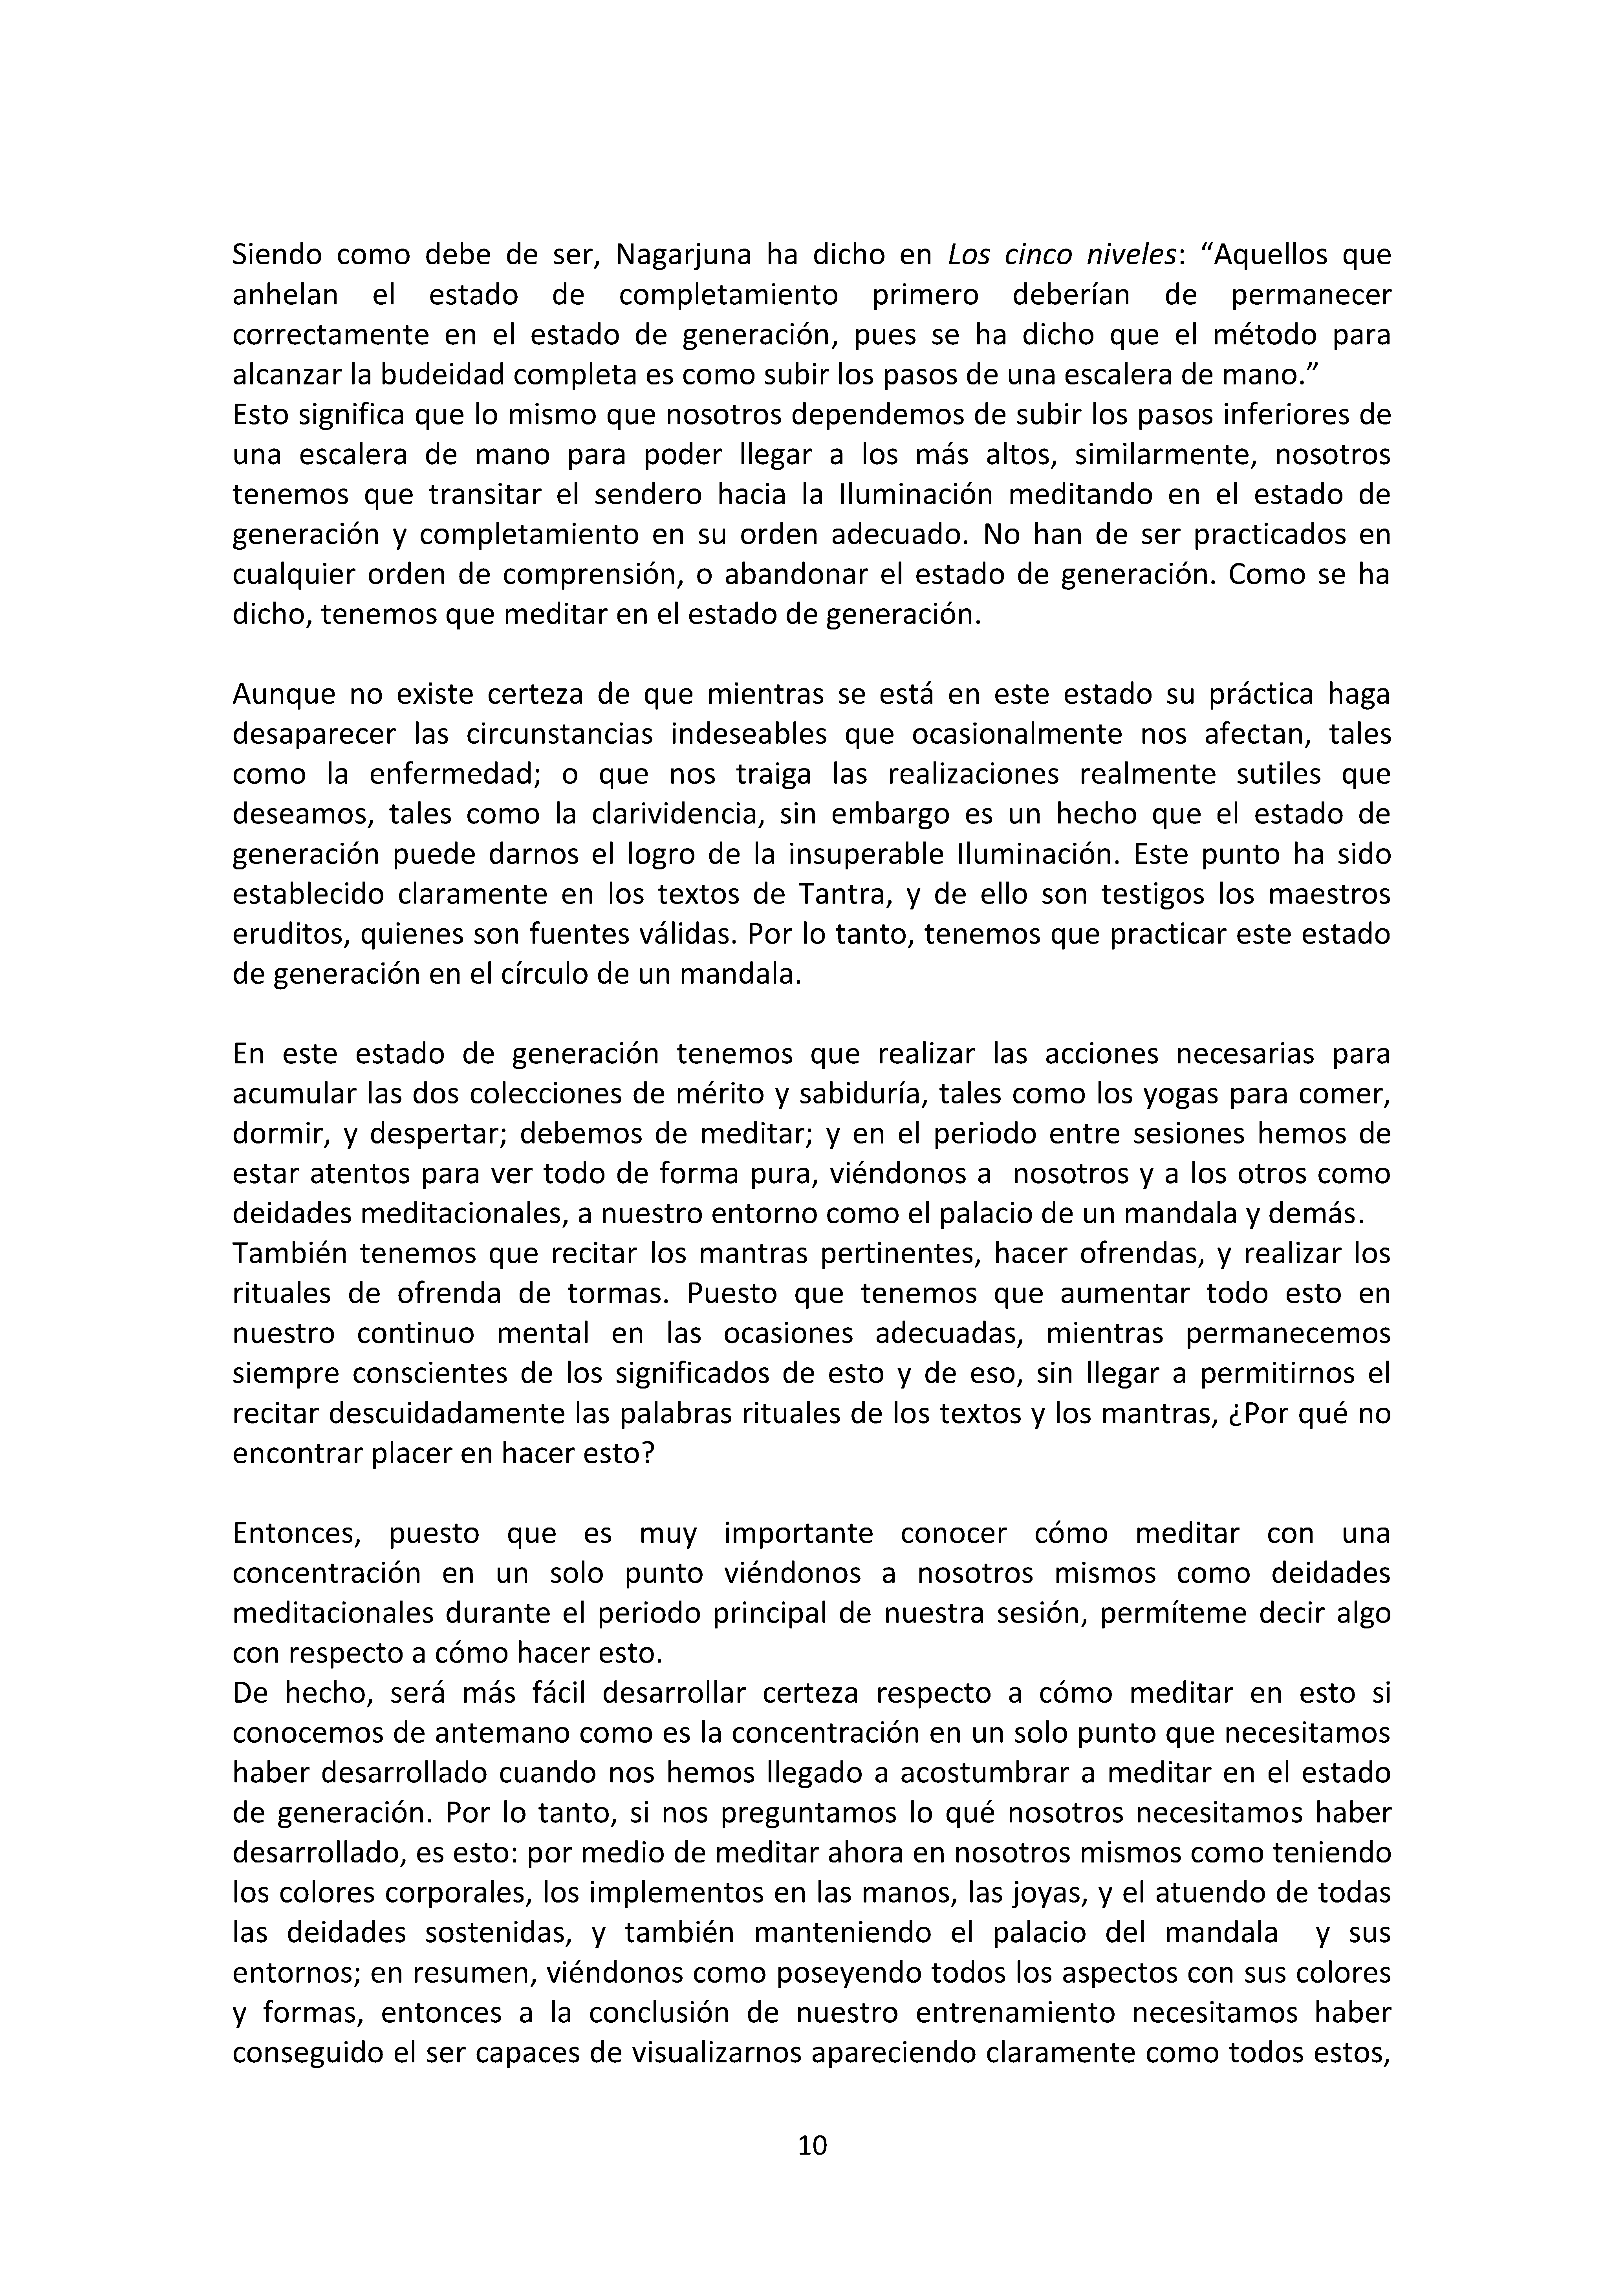 Siendo como debe de ser, Nagarjuna ha dicho en Los cinco niveles: “Aquellos que
anhelan el estado de completamiento primero deberían de permanecer
correctamente en el estado de generación, pues se ha dicho que el método para
alcanzar la budeidad completa es como subir los pasos de una escalera de mano.”
Esto significa que lo mismo que nosotros dependemos de subir los pasos inferiores de
una escalera de mano para poder llegar a los más altos, similarmente, nosotros
tenemos que transitar el sendero hacia la Iluminación meditando en el estado de
generación y completamiento en su orden adecuado. No han de ser practicados en
cualquier orden de comprensión, o abandonar el estado de generación. Como se ha
dicho, tenemos que meditar en el estado de generación.

Aunque no existe certeza de que mientras se está en este estado su práctica haga
desaparecer las circunstancias indeseables que ocasionalmente nos afectan, tales
como la enfermedad; o que nos traiga las realizaciones realmente sutiles que
deseamos, tales como la clarividencia, sin embargo es un hecho que el estado de
generación puede darnos el logro de la insuperable Iluminación. Este punto ha sido
establecido claramente en los textos de Tantra, y de ello son testigos los maestros
eruditos, quienes son fuentes válidas. Por lo tanto, tenemos que practicar este estado
de generación en el círculo de un mandala.

En este estado de generación tenemos que realizar las acciones necesarias para
acumular las dos colecciones de mérito y sabiduría, tales como los yogas para comer,
dormir, y despertar; debemos de meditar; y en el periodo entre sesiones hemos de
estar atentos para ver todo de forma pura, viéndonos a nosotros y a los otros como
deidades meditacionales, a nuestro entorno como el palacio de un mandala y demás.
También tenemos que recitar los mantras pertinentes, hacer ofrendas, y realizar los
rituales de ofrenda de tormas. Puesto que tenemos que aumentar todo esto en
nuestro continuo mental en las ocasiones adecuadas, mientras permanecemos
siempre conscientes de los significados de esto y de eso, sin llegar a permitirnos el
recitar descuidadamente las palabras rituales de los textos y los mantras, ¿Por qué no
encontrar placer en hacer esto?

Entonces, puesto que es muy importante conocer cómo meditar con una
concentración en un solo punto viéndonos a nosotros mismos como deidades
meditacionales durante el periodo principal de nuestra sesión, permíteme decir algo
con respecto a cómo hacer esto.
De hecho, será más fácil desarrollar certeza respecto a cómo meditar en esto si
conocemos de antemano como es la concentración en un solo punto que necesitamos
haber desarrollado cuando nos hemos llegado a acostumbrar a meditar en el estado
de generación. Por lo tanto, si nos preguntamos lo qué nosotros necesitamos haber
desarrollado, es esto: por medio de meditar ahora en nosotros mismos como teniendo
los colores corporales, los implementos en las manos, las joyas, y el atuendo de todas
las deidades sostenidas, y también manteniendo el palacio del mandala y sus
entornos; en resumen, viéndonos como poseyendo todos los aspectos con sus colores
y formas, entonces a la conclusión de nuestro entrenamiento necesitamos haber
conseguido el ser capaces de visualizarnos apareciendo claramente como todos estos,

10